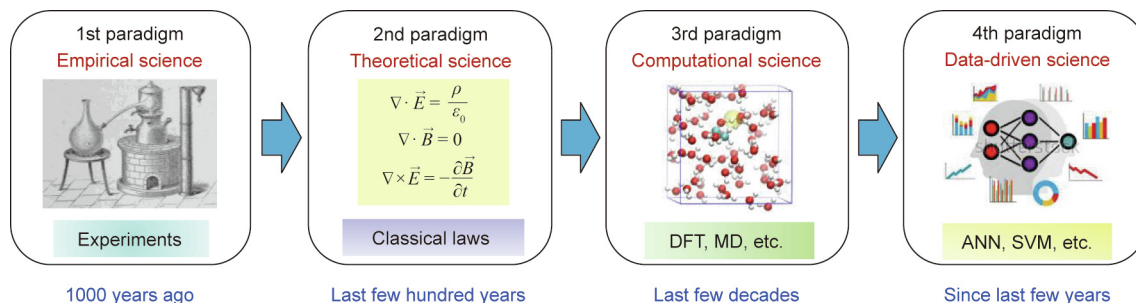 1st paradigm
Empirical science
Experiments
1000 years ago
2nd paradigm
Theoretical science
∇· E⃗ = ρ/ε₀
∇· B⃗ = 0
∇× E⃗ = −∂B⃗/∂t
Classical laws
Last few hundred years
3rd paradigm
Computational science
DFT, MD, etc.
Last few decades
4th paradigm
Data-driven science
ANN, SVM, etc.
Since last few years